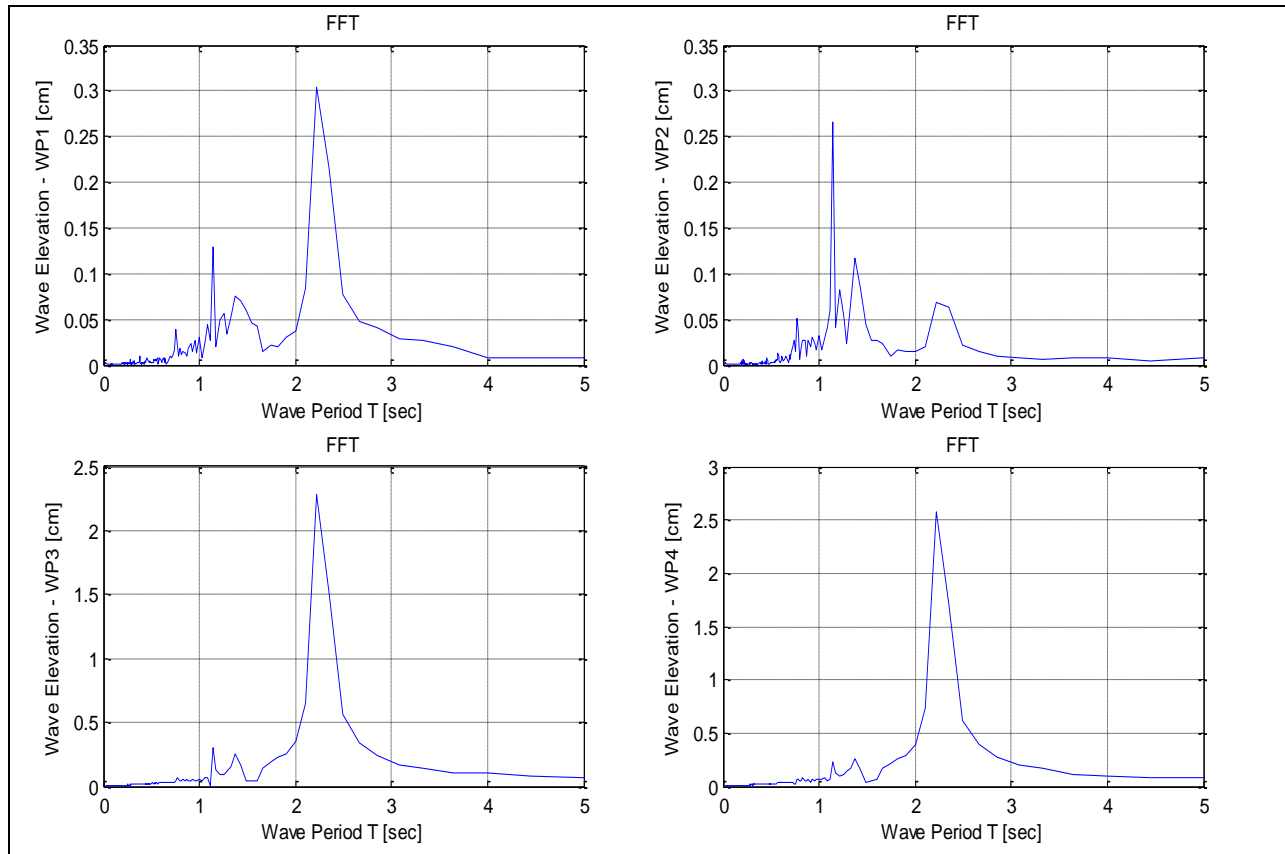 FFT
0.35
0.3
0.25
0.2
0.15
0.1
0.05
0
Wave Elevation - WP1 [cm]
0 1 2 3 4 5
Wave Period T [sec]
FFT
0.35
0.3
0.25
0.2
0.15
0.1
0.05
0
Wave Elevation - WP2 [cm]
0 1 2 3 4 5
Wave Period T [sec]
FFT
2.5
2
1.5
1
0.5
0
Wave Elevation - WP3 [cm]
0 1 2 3 4 5
Wave Period T [sec]
FFT
3
2.5
2
1.5
1
0.5
0
Wave Elevation - WP4 [cm]
0 1 2 3 4 5
Wave Period T [sec]